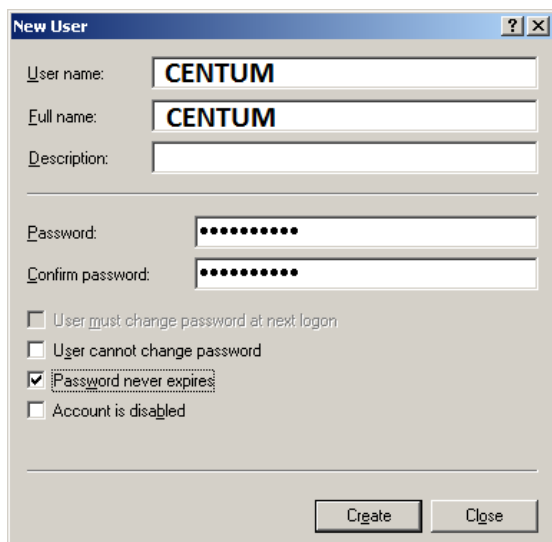 New User
User name: CENTUM
Full name: CENTUM
Description:
Password: ••••••••••
Confirm password: ••••••••••
User must change password at next logon
User cannot change password
Password never expires
Account is disabled
Create Close